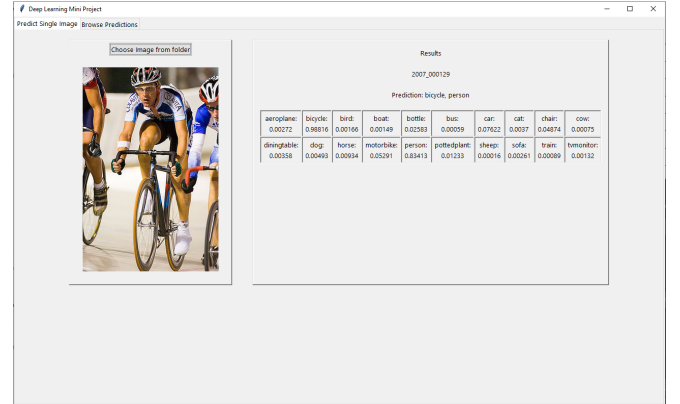 Deep Learning Mini Project
Predict Single Image Browse Predictions
Choose image from folder
Results
2007_000129
Prediction: bicycle, person
aeroplane: bicycle: bird: boat: bottle: bus: car: cat: chair: cow:
0.00272 0.98816 0.00166 0.00149 0.02583 0.00059 0.07622 0.0037 0.04874 0.00075
diningtable: dog: horse: motorbike: person: pottedplant: sheep: sofa: train: tvmonitor:
0.00358 0.00493 0.00934 0.05291 0.83413 0.01233 0.00016 0.00261 0.00089 0.00132